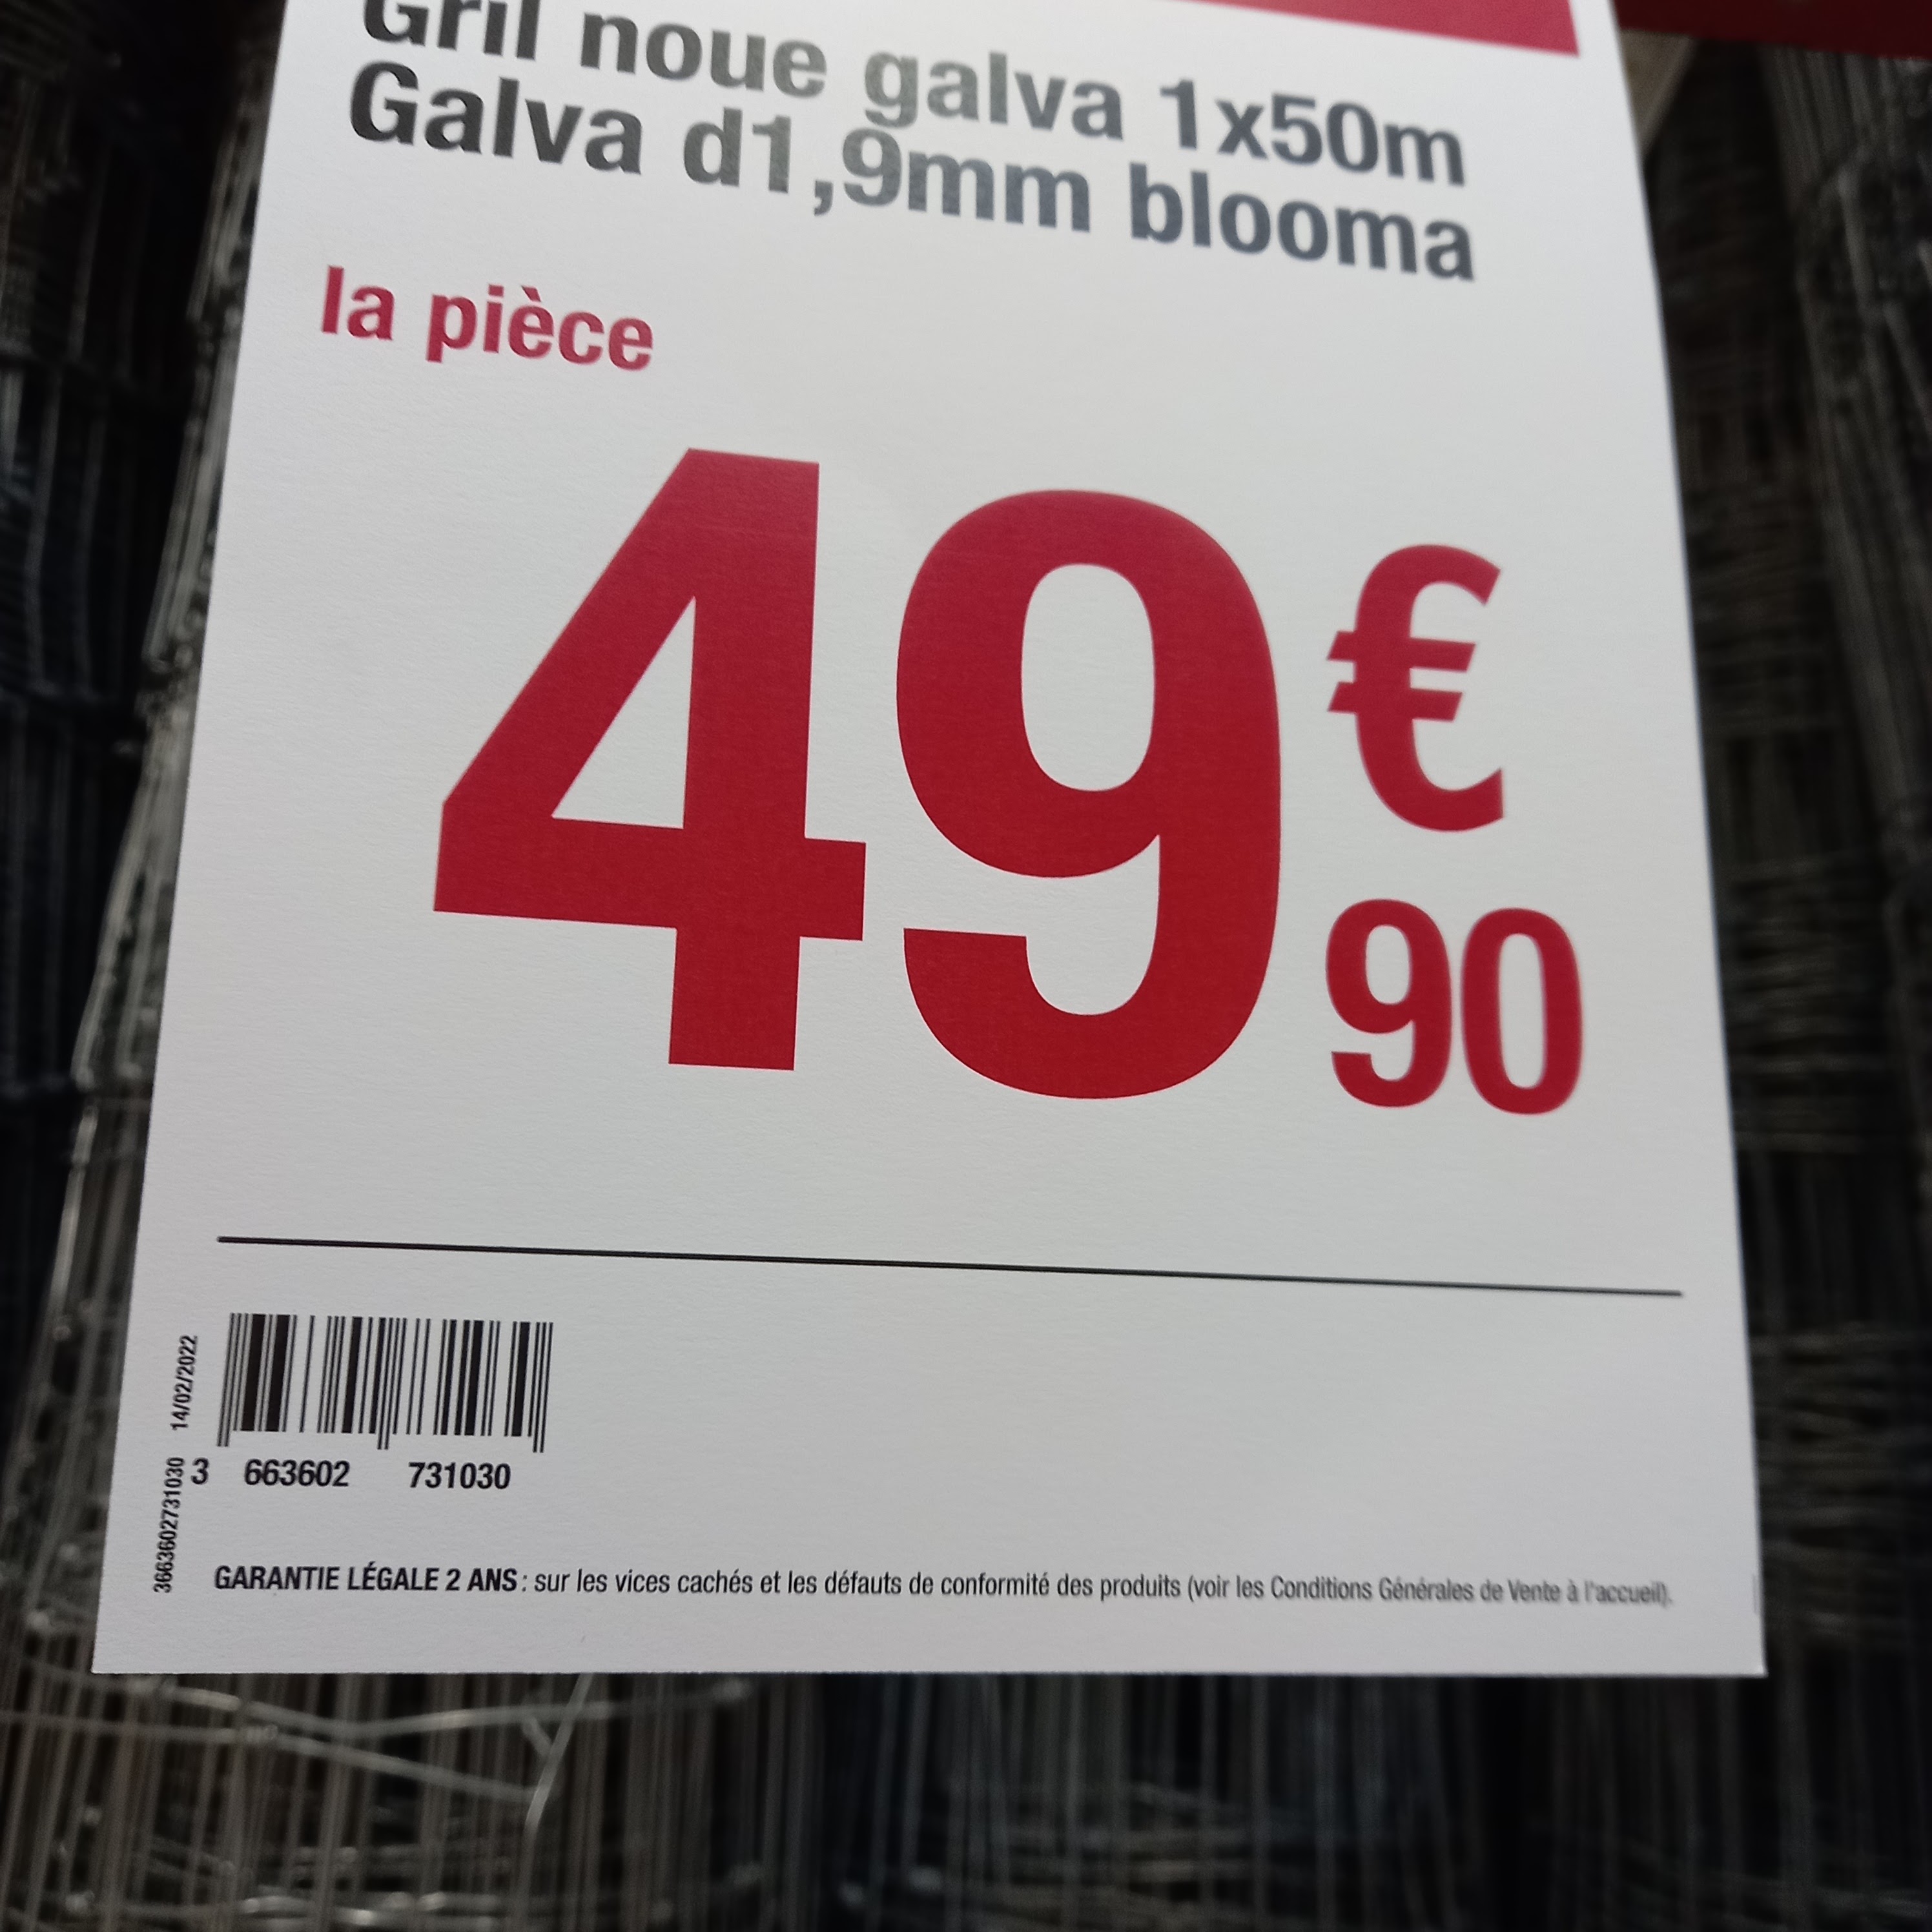 Gril noue galva 1x50m
Galva d1,9mm blooma
la pièce
49€90
14/02/2022
3663602731030
3 663602 731030
GARANTIE LÉGALE 2 ANS : sur les vices cachés et les défauts de conformité des produits (voir les Conditions Générales de Vente à l'accueil).